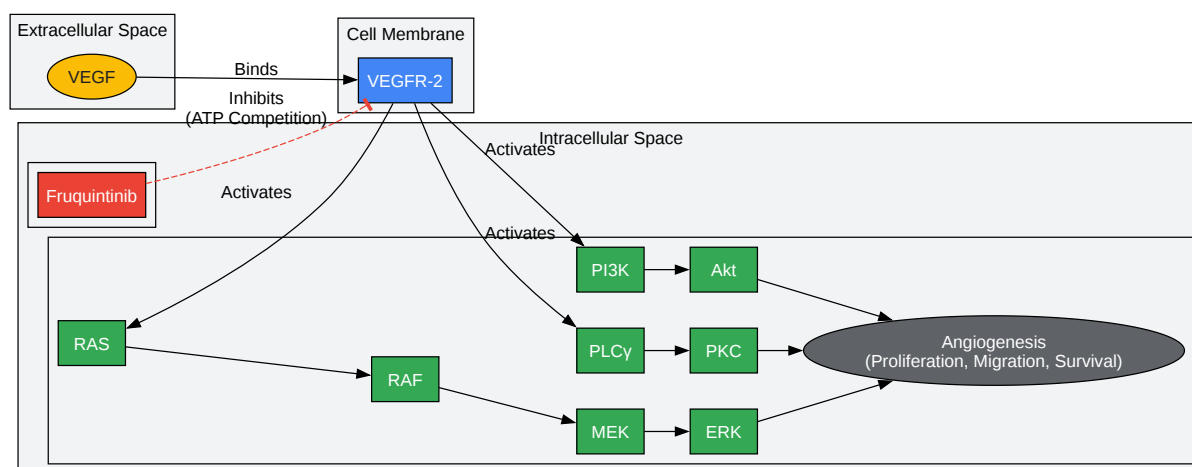 Extracellular Space
Cell Membrane
VEGF
Binds
VEGFR-2
Inhibits
(ATP Competition)
Intracellular Space
Activates
Fruquintinib
Activates
Activates
PI3K
Akt
RAS
PLCγ
PKC
Angiogenesis
(Proliferation, Migration, Survival)
RAF
MEK
ERK